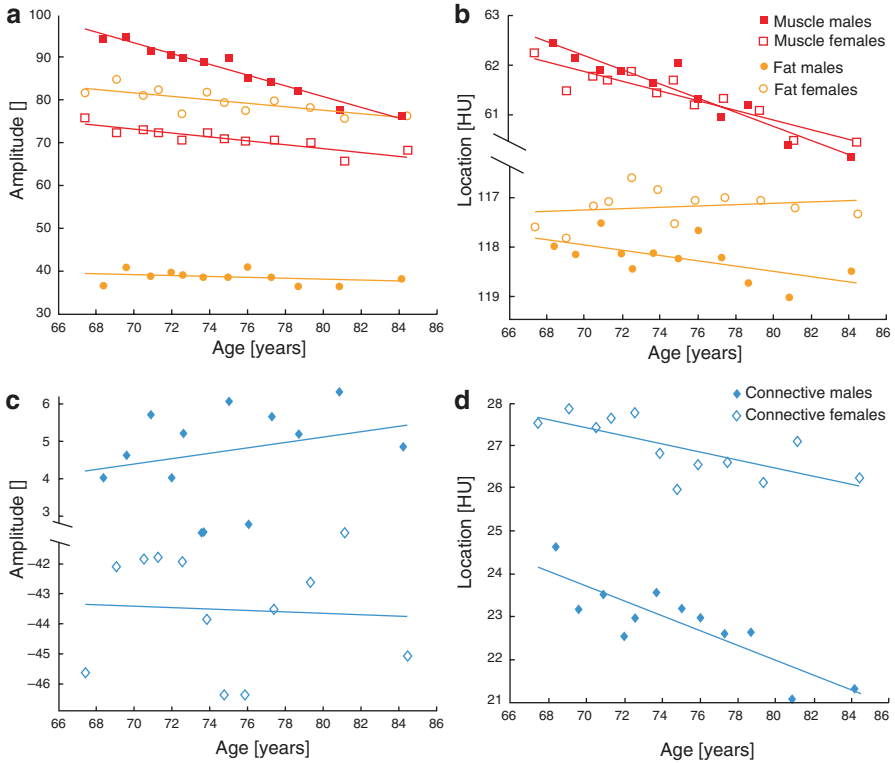 a
100
90
80
70
60
50
40
30
Amplitude []
66 68 70 72 74 76 78 80 82 84 86
Age [years]
b
63
62
61
117
118
119
Location [HU]
66 68 70 72 74 76 78 80 82 84 86
Age [years]
Muscle males
Muscle females
Fat males
Fat females
c
6
5
4
3
–42
–43
–44
–45
–46
Amplitude []
66 68 70 72 74 76 78 80 82 84 86
Age [years]
d
28
27
26
25
24
23
22
21
Location [HU]
66 68 70 72 74 76 78 80 82 84 86
Age [years]
Connective males
Connective females